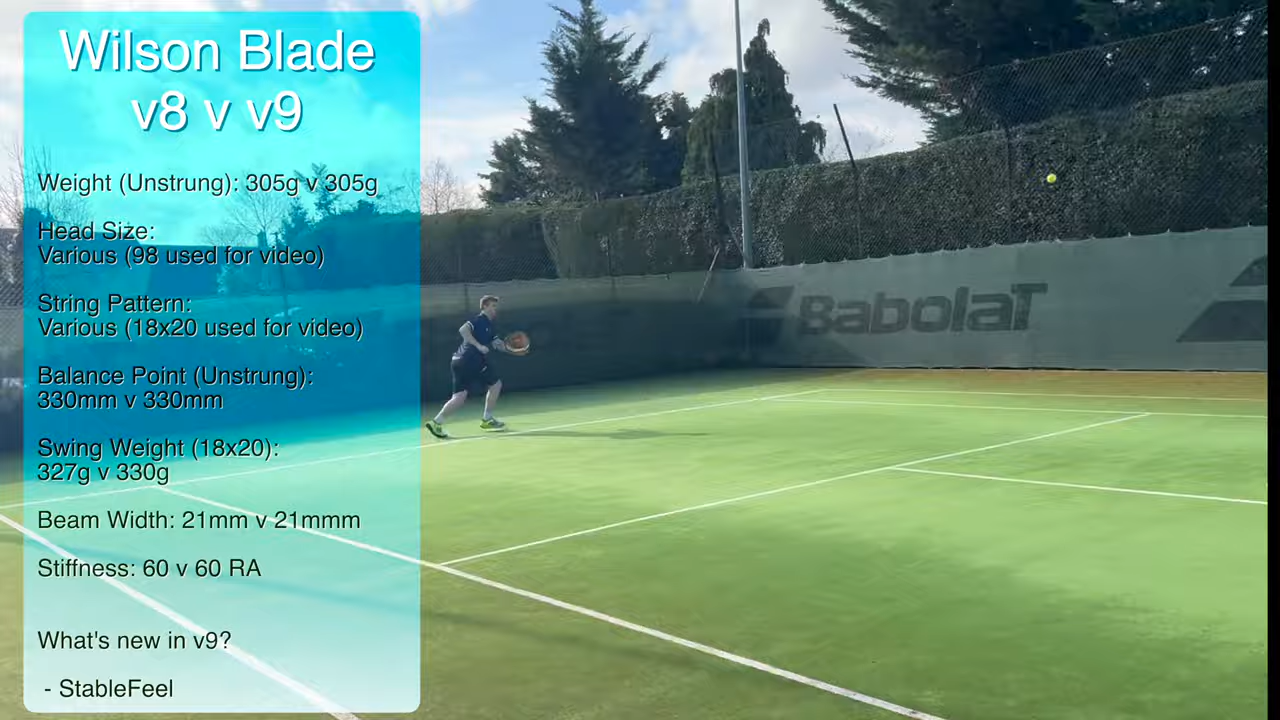 Wilson Blade
v8 v v9
Weight (Unstrung): 305g v 305g
Head Size:
Various (98 used for video)
String Pattern:
Various (18x20 used for video)
Balance Point (Unstrung):
330mm v 330mm
Swing Weight (18x20):
327g v 330g
Beam Width: 21mm v 21mmm
Stiffness: 60 v 60 RA
What's new in v9?
- StableFeel
BabolaT